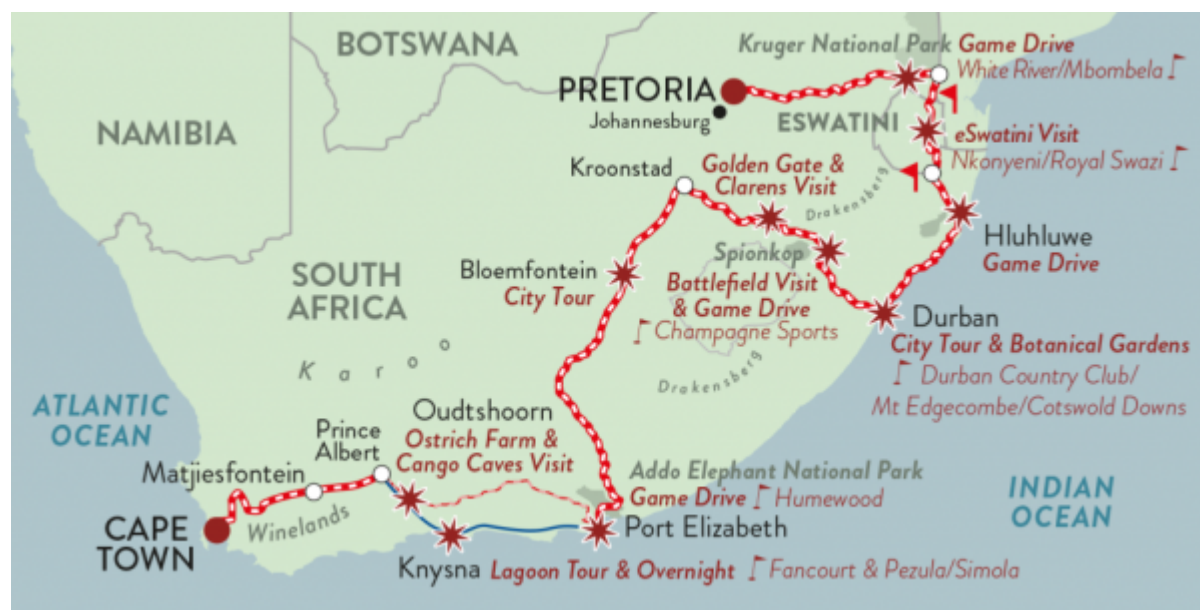 BOTSWANA
NAMIBIA
Kruger National Park Game Drive
White River/Mbombela
PRETORIA
Johannesburg
ESWATINI
eSwatini Visit
Nkonyeni/Royal Swazi
Kroonstad
Golden Gate &
Clarens Visit
Drakensberg
Hluhluwe
Game Drive
SOUTH
AFRICA
Bloemfontein
City Tour
Spionkop
Battlefield Visit
& Game Drive
Champagne Sports
Durban
City Tour & Botanical Gardens
Durban Country Club/
Mt Edgecombe/Cotswold Downs
Drakensberg
Karoo
ATLANTIC
OCEAN
Oudtshoorn
Ostrich Farm &
Cango Caves Visit
Prince
Albert
Matjiesfontein
Winelands
CAPE
TOWN
Addo Elephant National Park
Game Drive Humewood
Port Elizabeth
INDIAN
OCEAN
Knysna Lagoon Tour & Overnight Fancourt & Pezula/Simola